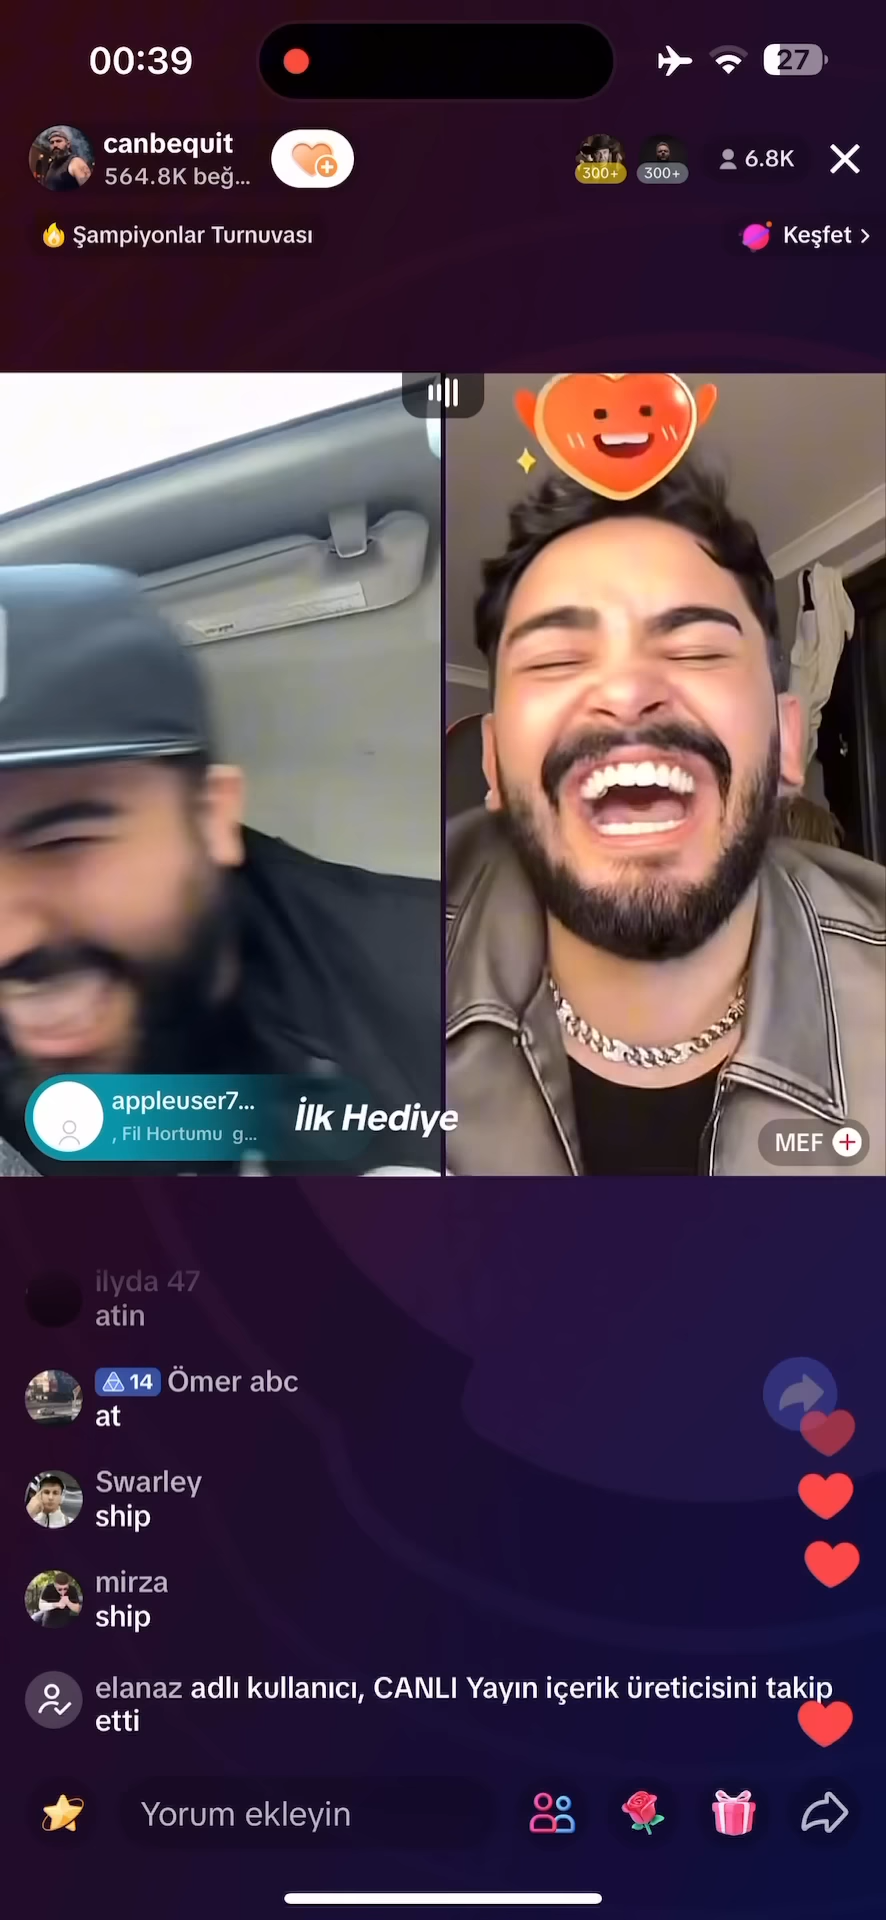 00:39
27
canbequit
564.8K beğ...
300+
300+
6.8K
🔥 Şampiyonlar Turnuvası
Keşfet >
appleuser7...
, Fil Hortumu g...
İlk Hediye
MEF +
ilyda 47
atin
14 Ömer abc
at
Swarley
ship
mirza
ship
elanaz adlı kullanıcı, CANLI Yayın içerik üreticisini takip
etti
Yorum ekleyin